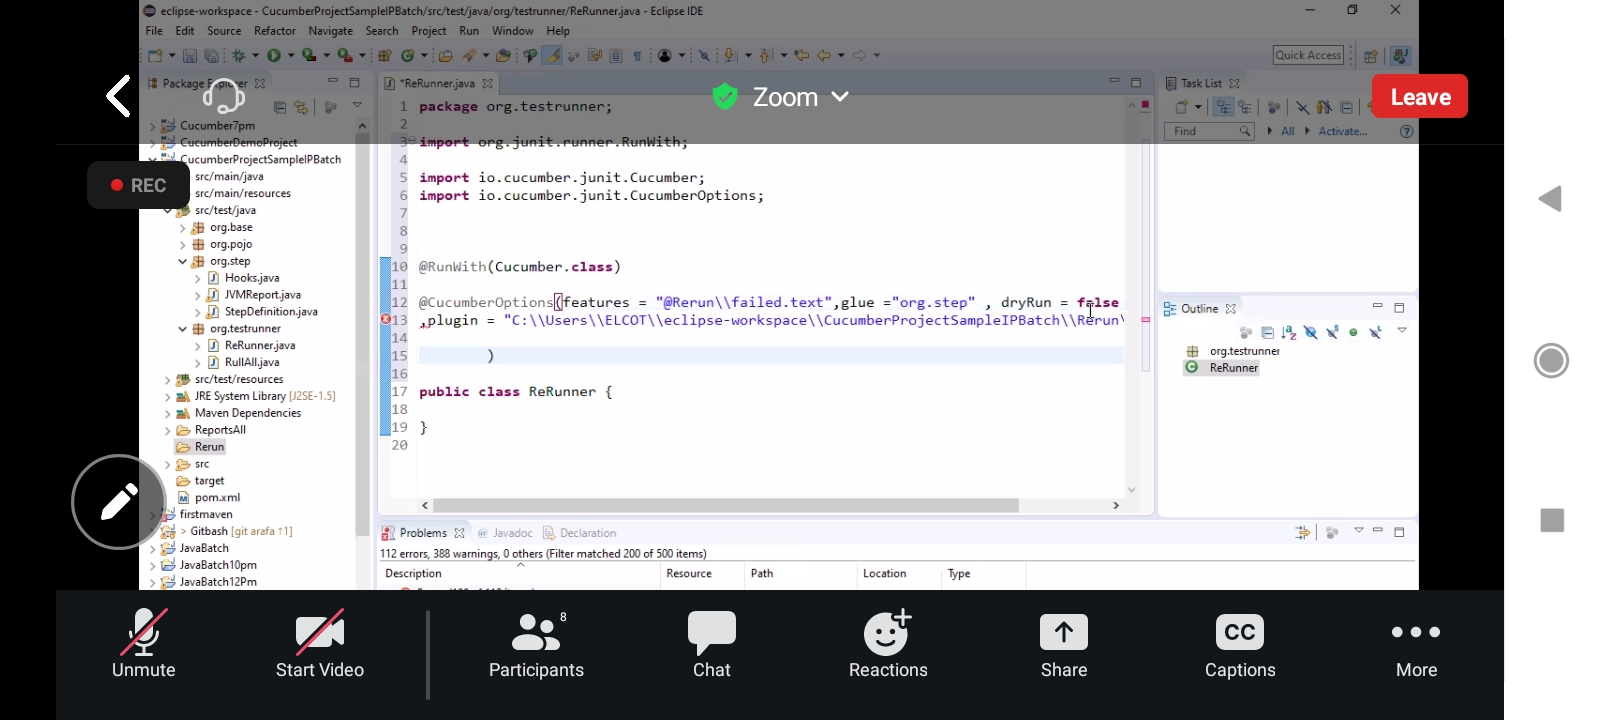 eclipse-workspace - CucumberProjectSampleIPBatch/src/test/java/org/testrunner/ReRunner.java - Eclipse IDE
File Edit Source Refactor Navigate Search Project Run Window Help
Quick Access
Package Explorer
*ReRunner.java
Task List
Zoom
Leave
REC
Find
All
Activate...
Cucumber7pm
CucumberDemoProject
CucumberProjectSampleIPBatch
src/main/java
src/main/resources
src/test/java
org.base
org.pojo
org.step
Hooks.java
JVMReport.java
StepDefinition.java
org.testrunner
ReRunner.java
RullAll.java
src/test/resources
JRE System Library [J2SE-1.5]
Maven Dependencies
ReportsAll
Rerun
src
target
pom.xml
firstmaven
> Gitbash [git arafa ↑1]
JavaBatch
JavaBatch10pm
JavaBatch12Pm
1 package org.testrunner;
2
3 import org.junit.runner.RunWith;
4
5 import io.cucumber.junit.Cucumber;
6 import io.cucumber.junit.CucumberOptions;
7
8
9
10 @RunWith(Cucumber.class)
11
12 @CucumberOptions(features = "@Rerun\\failed.text",glue ="org.step" , dryRun = false
13 ,plugin = "C:\\Users\\ELCOT\\eclipse-workspace\\CucumberProjectSampleIPBatch\\Rerun\
14
15 )
16
17 public class ReRunner {
18
19 }
20
Outline
org.testrunner
ReRunner
Problems @ Javadoc Declaration
112 errors, 388 warnings, 0 others (Filter matched 200 of 500 items)
Description Resource Path Location Type
Unmute
Start Video
Participants
8
Chat
Reactions
Share
CC
Captions
More